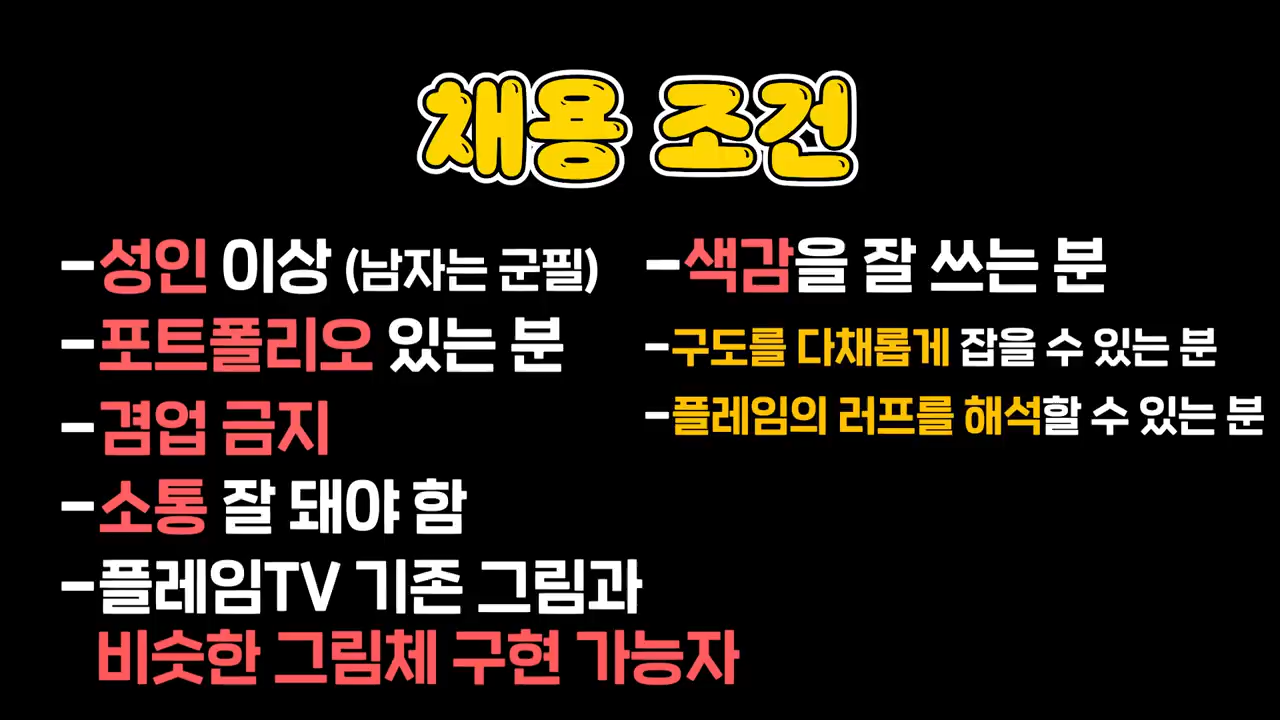 채용 조건
-성인 이상 (남자는 군필)
-포트폴리오 있는 분
-겸업 금지
-소통 잘 돼야 함
-플레임TV 기존 그림과
비슷한 그림체 구현 가능자
-색감을 잘 쓰는 분
-구도를 다채롭게 잡을 수 있는 분
-플레임의 러프를 해석할 수 있는 분